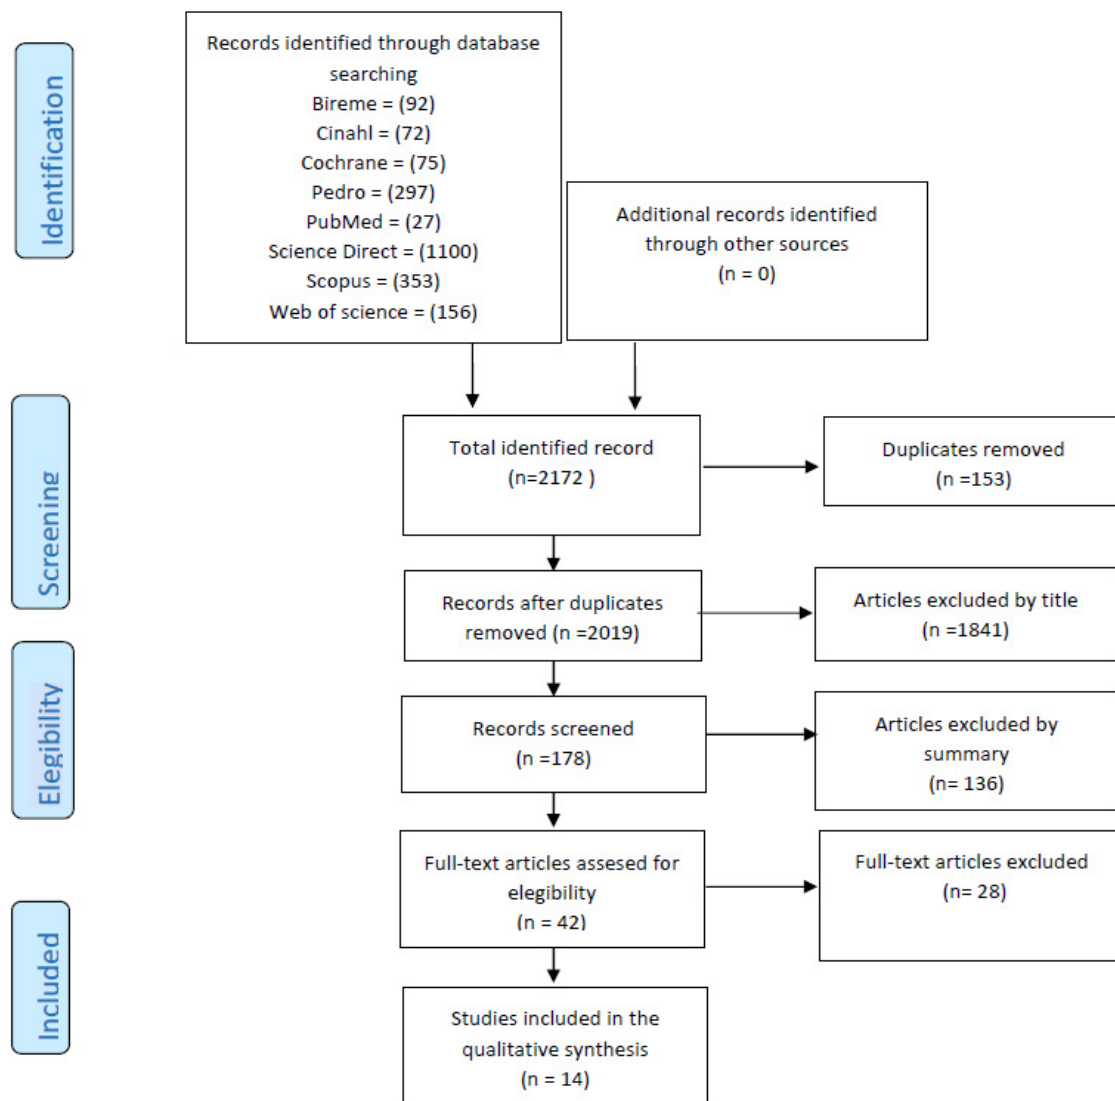 Identification
Records identified through database
searching
Bireme = (92)
Cinahl = (72)
Cochrane = (75)
Pedro = (297)
PubMed = (27)
Science Direct = (1100)
Scopus = (353)
Web of science = (156)
Additional records identified
through other sources
(n = 0)
Screening
Total identified record
(n=2172 )
Duplicates removed
(n =153)
Records after duplicates
removed (n =2019)
Articles excluded by title
(n =1841)
Elegibility
Records screened
(n =178)
Articles excluded by
summary
(n= 136)
Full-text articles assesed for
elegibility
(n = 42)
Full-text articles excluded
(n= 28)
Included
Studies included in the
qualitative synthesis
(n = 14)